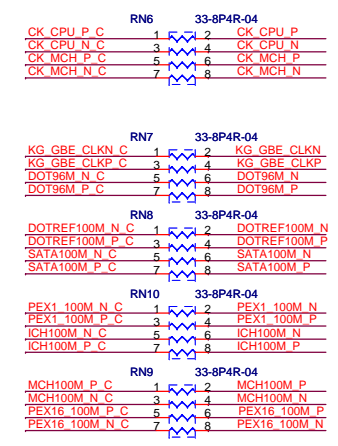 RN6 33-8P4R-04
CK_CPU_P_C 1 2 CK_CPU_P
CK_CPU_N_C 3 4 CK_CPU_N
CK_MCH_P_C 5 6 CK_MCH_P
CK_MCH_N_C 7 8 CK_MCH_N
RN7 33-8P4R-04
KG_GBE_CLKN_C 1 2 KG_GBE_CLKN
KG_GBE_CLKP_C 3 4 KG_GBE_CLKP
DOT96M_N_C 5 6 DOT96M_N
DOT96M_P_C 7 8 DOT96M_P
RN8 33-8P4R-04
DOTREF100M_N_C 1 2 DOTREF100M_N
DOTREF100M_P_C 3 4 DOTREF100M_P
SATA100M_N_C 5 6 SATA100M_N
SATA100M_P_C 7 8 SATA100M_P
RN10 33-8P4R-04
PEX1_100M_N_C 1 2 PEX1_100M_N
PEX1_100M_P_C 3 4 PEX1_100M_P
ICH100M_N_C 5 6 ICH100M_N
ICH100M_P_C 7 8 ICH100M_P
RN9 33-8P4R-04
MCH100M_P_C 1 2 MCH100M_P
MCH100M_N_C 3 4 MCH100M_N
PEX16_100M_P_C 5 6 PEX16_100M_P
PEX16_100M_N_C 7 8 PEX16_100M_N